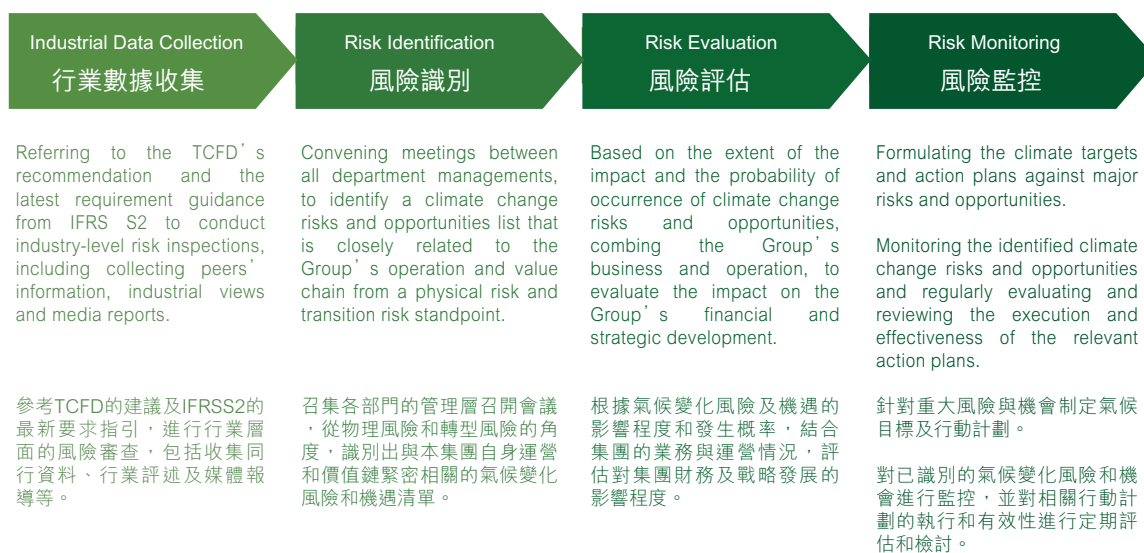 Industrial Data Collection
行業數據收集
Risk Identification
風險識別
Risk Evaluation
風險評估
Risk Monitoring
風險監控
Referring to the TCFD's
recommendation and the
latest requirement guidance
from IFRS S2 to conduct
industry-level risk inspections,
including collecting peers'
information, industrial views
and media reports.
Convening meetings between
all department managements,
to identify a climate change
risks and opportunities list that
is closely related to the
Group's operation and value
chain from a physical risk and
transition risk standpoint.
Based on the extent of the
impact and the probability of
occurrence of climate change
risks and opportunities,
combing the Group's
business and operation, to
evaluate the impact on the
Group's financial and
strategic development.
Formulating the climate targets
and action plans against major
risks and opportunities.
Monitoring the identified climate
change risks and opportunities
and regularly evaluating and
reviewing the execution and
effectiveness of the relevant
action plans.
參考TCFD的建議及IFRSS2的
最新要求指引，進行行業層
面的風險審查，包括收集同
行資料、行業評述及媒體報
導等。
召集各部門的管理層召開會議
，從物理風險和轉型風險的角
度，識別出與本集團自身運營
和價值鏈緊密相關的氣候變化
風險和機遇清單。
根據氣候變化風險及機遇的
影響程度和發生概率，結合
集團的業務與運營情況，評
估對集團財務及戰略發展的
影響程度。
針對重大風險與機會制定氣候
目標及行動計劃。
對已識別的氣候變化風險和機
會進行監控，並對相關行動計
劃的執行和有效性進行定期評
估和檢討。